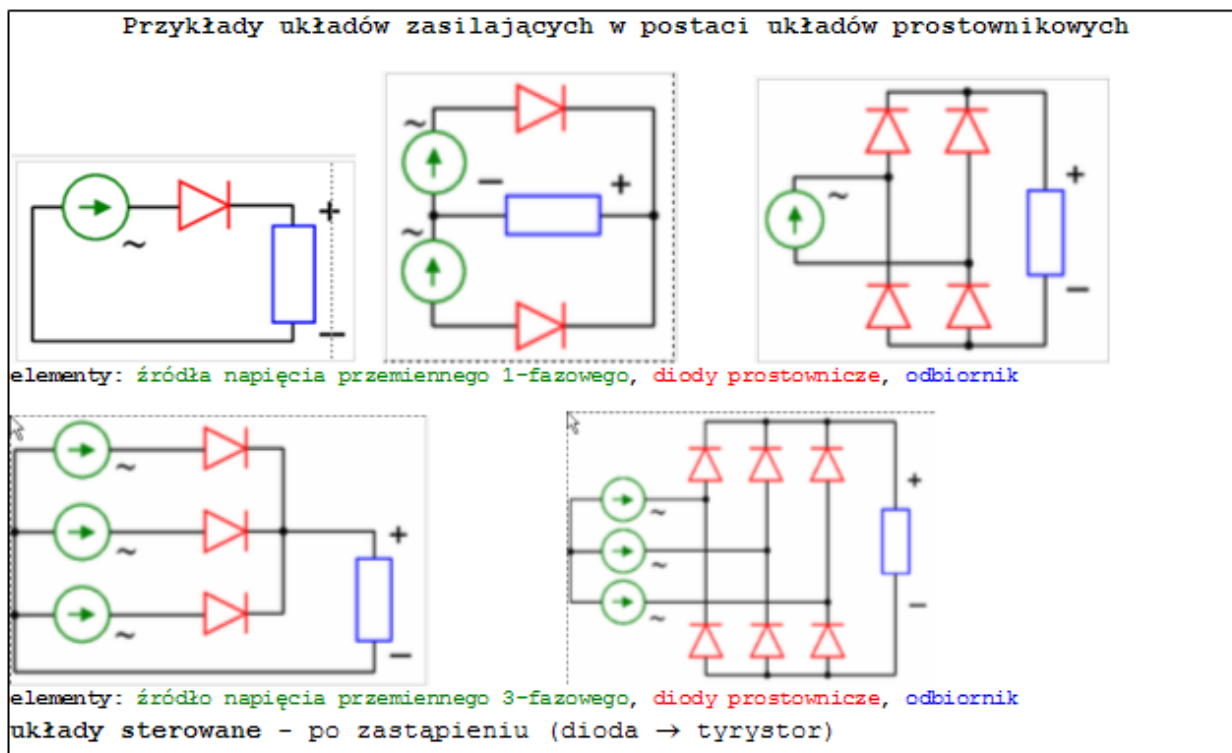 Przykłady układów zasilających w postaci układów prostownikowych
~ + −
~ ~ − +
~ + −
elementy: źródła napięcia przemiennego 1-fazowego, diody prostownicze, odbiornik
~ ~ ~ + −
~ ~ ~ + −
elementy: źródło napięcia przemiennego 3-fazowego, diody prostownicze, odbiornik
układy sterowane - po zastąpieniu (dioda → tyrystor)